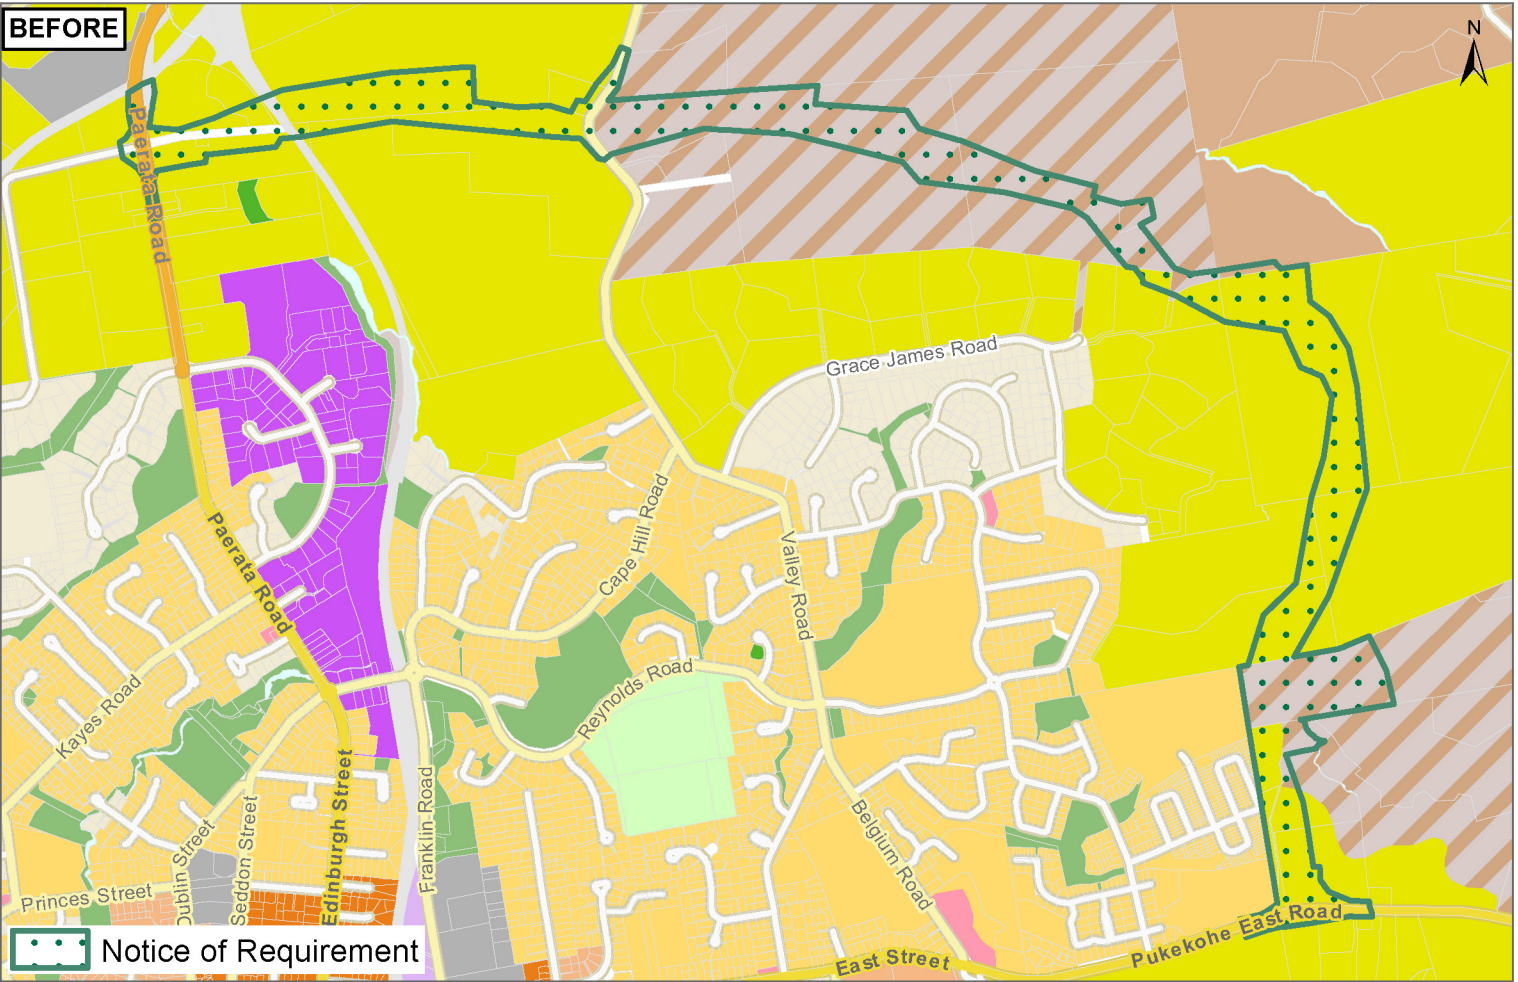 BEFORE
N
Paerata Road
Grace James Road
Cape Hill Road
Paerata Road
Valley Road
Reynolds Road
Kayes Road
Edinburgh Street
Franklin Road
Seddon Street
Dublin Street
Belgium Road
Princes Street
Pukekohe East Road
East Street
Notice of Requirement